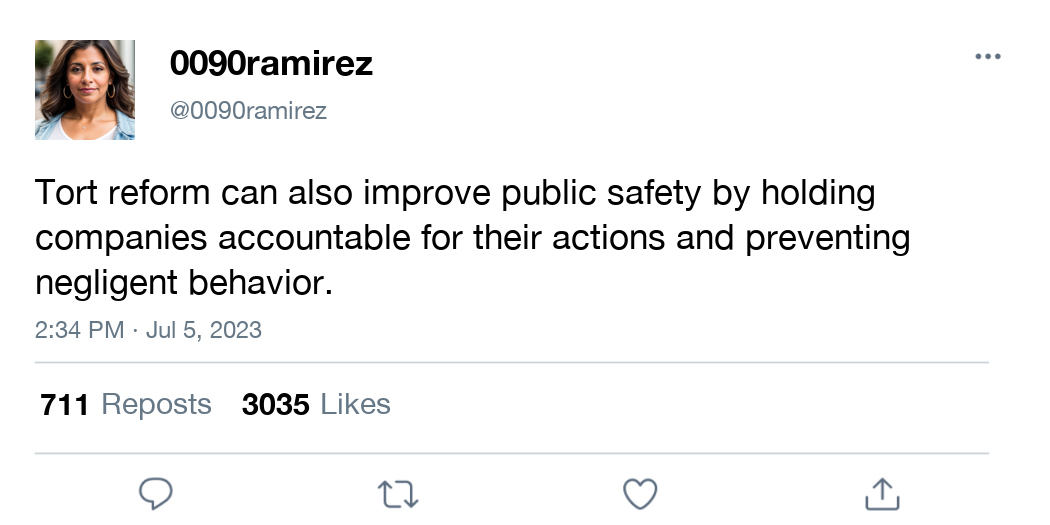 0090ramirez
@0090ramirez
Tort reform can also improve public safety by holding
companies accountable for their actions and preventing
negligent behavior.
2:34 PM · Jul 5, 2023
711 Reposts 3035 Likes